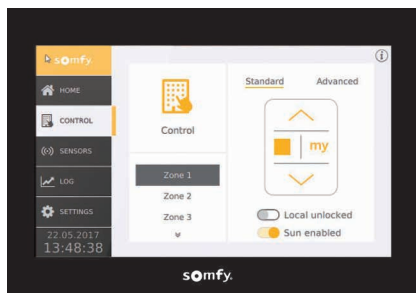 somfy
HOME
CONTROL
((o)) SENSORS
LOG
SETTINGS
22.05.2017
13:48:38
Control
Zone 1
Zone 2
Zone 3
i
Standard
Advanced
my
Local unlocked
Sun enabled
somfy.